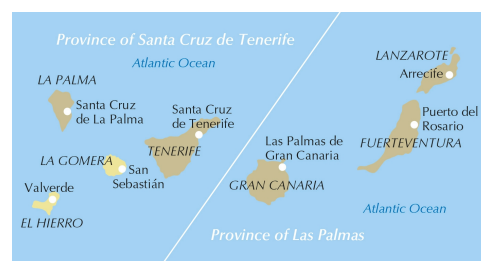 Province of Santa Cruz de Tenerife
Atlantic Ocean
LANZAROTE
Arrecife
LA PALMA
Santa Cruz
de La Palma
Santa Cruz
de Tenerife
TENERIFE
Puerto del
Rosario
FUERTEVENTURA
Las Palmas de
Gran Canaria
GRAN CANARIA
LA GOMERA
San
Sebastián
Valverde
EL HIERRO
Atlantic Ocean
Province of Las Palmas